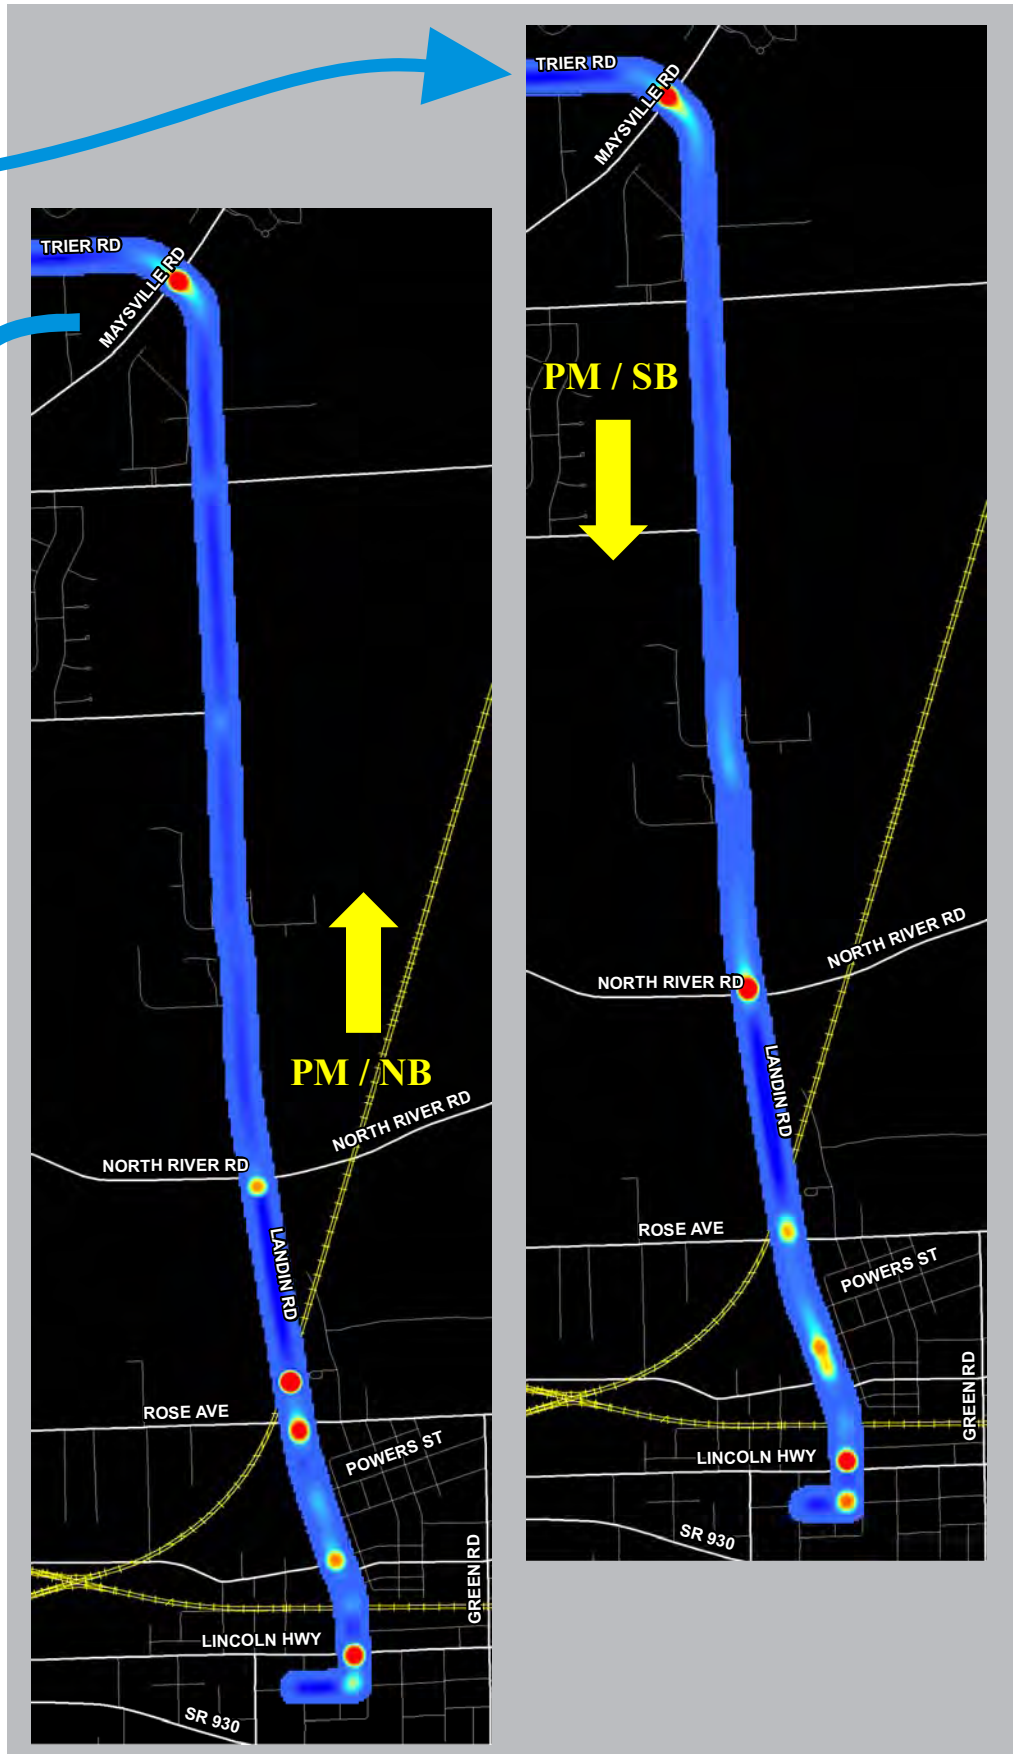 TRIER RD
MAYSVILLE RD
PM / NB
NORTH RIVER RD
NORTH RIVER RD
LANDIN RD
ROSE AVE
POWERS ST
GREEN RD
LINCOLN HWY
SR 930
TRIER RD
MAYSVILLE RD
PM / SB
NORTH RIVER RD
NORTH RIVER RD
LANDIN RD
ROSE AVE
POWERS ST
GREEN RD
LINCOLN HWY
SR 930